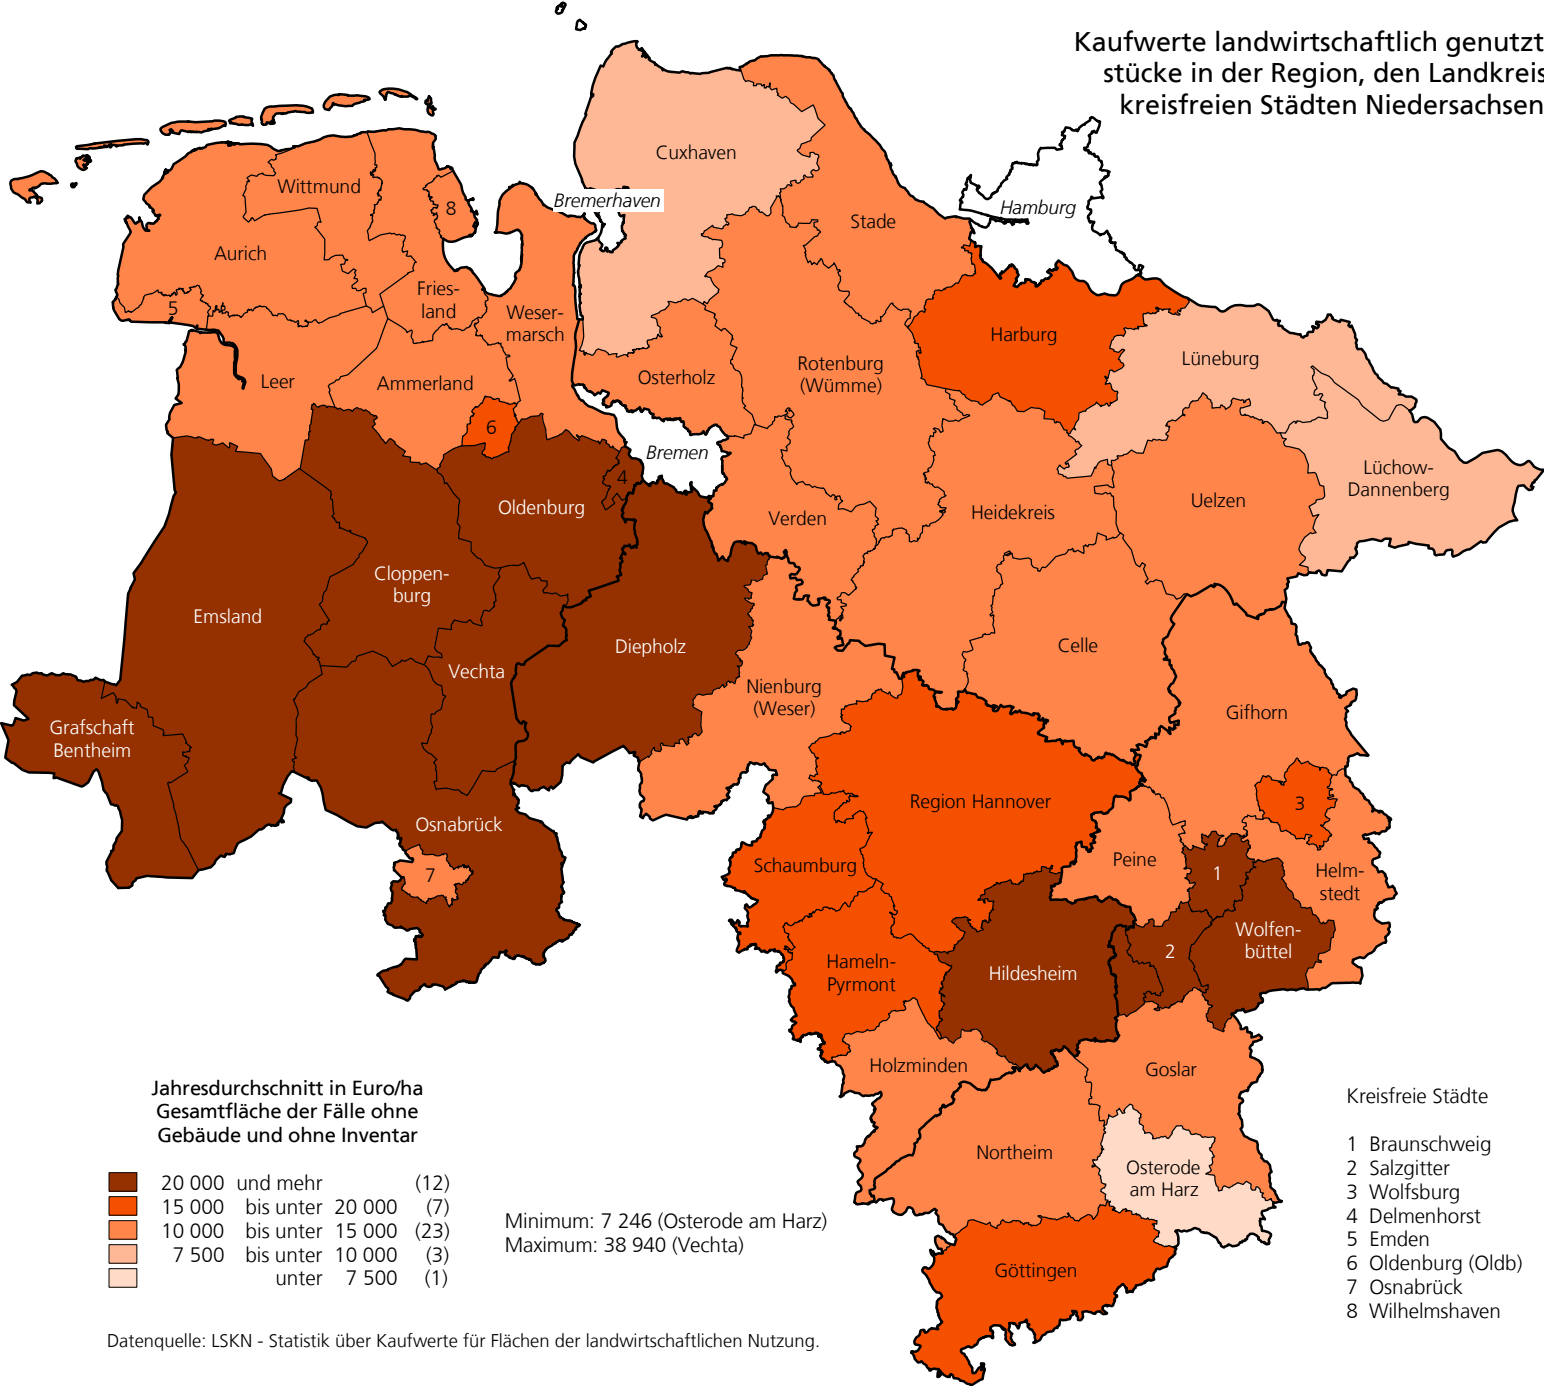 Kaufwerte landwirtschaftlich genutzt
stücke in der Region, den Landkreis
kreisfreien Städten Niedersachsen
Cuxhaven
Wittmund
Bremerhaven
8
Hamburg
Stade
Aurich
Fries-
land
5
Weser-
marsch
Harburg
Lüneburg
Rotenburg
(Wümme)
Osterholz
Leer
Ammerland
6
Bremen
4
Lüchow-
Dannenberg
Oldenburg
Uelzen
Verden
Heidekreis
Cloppen-
burg
Emsland
Diepholz
Celle
Vechta
Nienburg
(Weser)
Grafschaft
Bentheim
Gifhorn
Region Hannover
3
Osnabrück
Schaumburg
Peine
7
1
Helm-
stedt
Wolfen-
büttel
2
Hameln-
Pyrmont
Hildesheim
Holzminden
Goslar
Northeim
Osterode
am Harz
Göttingen
Jahresdurchschnitt in Euro/ha
Gesamtfläche der Fälle ohne
Gebäude und ohne Inventar
20 000 und mehr (12)
15 000 bis unter 20 000 (7)
10 000 bis unter 15 000 (23)
7 500 bis unter 10 000 (3)
unter 7 500 (1)
Minimum: 7 246 (Osterode am Harz)
Maximum: 38 940 (Vechta)
Kreisfreie Städte
1 Braunschweig
2 Salzgitter
3 Wolfsburg
4 Delmenhorst
5 Emden
6 Oldenburg (Oldb)
7 Osnabrück
8 Wilhelmshaven
Datenquelle: LSKN - Statistik über Kaufwerte für Flächen der landwirtschaftlichen Nutzung.